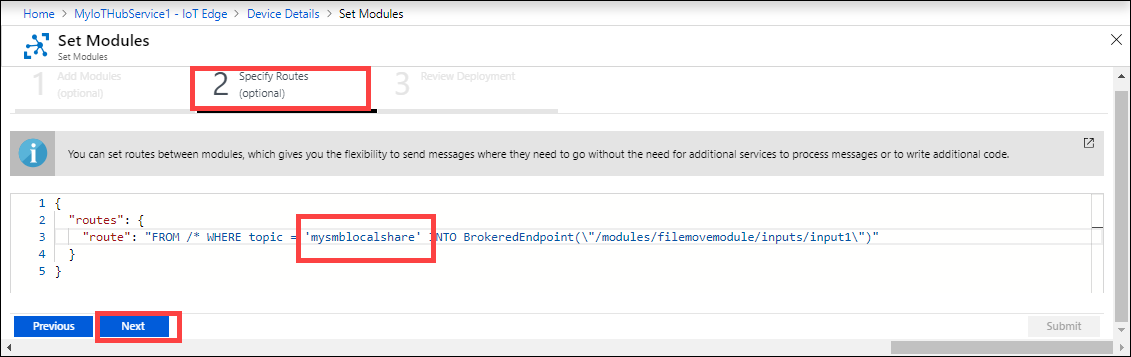 Home > MyIoTHubService1 - IoT Edge > Device Details > Set Modules
Set Modules
Set Modules
1 Add Modules
(optional)
2 Specify Routes
(optional)
3 Review Deployment
You can set routes between modules, which gives you the flexibility to send messages where they need to go without the need for additional services to process messages or to write additional code.
1 {
2 "routes": {
3 "route": "FROM /* WHERE topic = 'mysmblocalshare' INTO BrokeredEndpoint(\"/modules/filemovemodule/inputs/input1\")"
4 }
5 }
Previous Next Submit